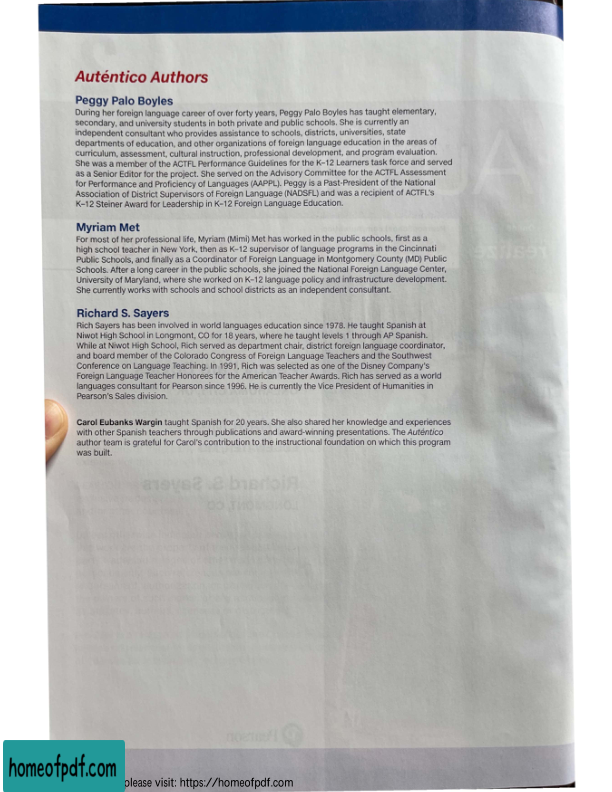 Auténtico Authors
Peggy Palo Boyles
During her foreign language career of over forty years, Peggy Palo Boyles has taught elementary,
secondary, and university students in both private and public schools. She is currently an
independent consultant who provides assistance to schools, districts, universities, state
departments of education, and other organizations of foreign language education in the areas of
curriculum, assessment, cultural instruction, professional development, and program evaluation.
She was a member of the ACTFL Performance Guidelines for the K–12 Learners task force and served
as a Senior Editor for the project. She served on the Advisory Committee for the ACTFL Assessment
for Performance and Proficiency of Languages (AAPPL). Peggy is a Past-President of the National
Association of District Supervisors of Foreign Language (NADSFL) and was a recipient of ACTFL's
K–12 Steiner Award for Leadership in K–12 Foreign Language Education.
Myriam Met
For most of her professional life, Myriam (Mimi) Met has worked in the public schools, first as a
high school teacher in New York, then as K–12 supervisor of language programs in the Cincinnati
Public Schools, and finally as a Coordinator of Foreign Language in Montgomery County (MD) Public
Schools. After a long career in the public schools, she joined the National Foreign Language Center,
University of Maryland, where she worked on K–12 language policy and infrastructure development.
She currently works with schools and school districts as an independent consultant.
Richard S. Sayers
Rich Sayers has been involved in world languages education since 1978. He taught Spanish at
Niwot High School in Longmont, CO for 18 years, where he taught levels 1 through AP Spanish.
While at Niwot High School, Rich served as department chair, district foreign language coordinator,
and board member of the Colorado Congress of Foreign Language Teachers and the Southwest
Conference on Language Teaching. In 1991, Rich was selected as one of the Disney Company's
Foreign Language Teacher Honorees for the American Teacher Awards. Rich has served as a world
languages consultant for Pearson since 1996. He is currently the Vice President of Humanities in
Pearson's Sales division.
Carol Eubanks Wargin taught Spanish for 20 years. She also shared her knowledge and experiences
with other Spanish teachers through publications and award-winning presentations. The Auténtico
author team is grateful for Carol's contribution to the instructional foundation on which this program
was built.
homeofpdf.com
please visit: https://homeofpdf.com